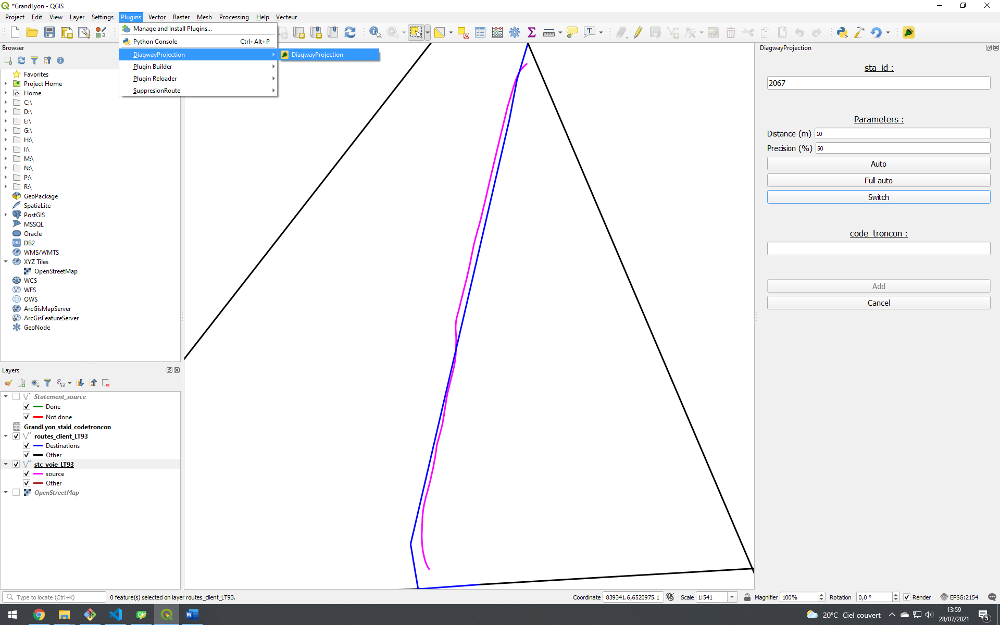 *GrandLyon - QGIS
Project Edit View Layer Settings Plugins Vector Raster Mesh Processing Help Vecteur
Manage and Install Plugins...
Python Console Ctrl+Alt+P
DiagwayProjection
DiagwayProjection
Plugin Builder
Plugin Reloader
SuppresionRoute
Browser
Favorites
Project Home
Home
C:\
D:\
E:\
G:\
H:\
I:\
M:\
N:\
P:\
R:\
GeoPackage
SpatiaLite
PostGIS
MSSQL
Oracle
DB2
WMS/WMTS
XYZ Tiles
OpenStreetMap
WCS
WFS
OWS
ArcGisMapServer
ArcGisFeatureServer
GeoNode
Layers
Statement_source
Done
Not done
GrandLyon_staid_codetroncon
routes_client_LT93
Destinations
Other
stc_voie_LT93
source
Other
OpenStreetMap
DiagwayProjection
sta_id :
2067
Parameters :
Distance (m) 10
Precision (%) 50
Auto
Full auto
Switch
code_troncon :
Add
Cancel
Type to locate (Ctrl+K) 0 feature(s) selected on layer routes_client_LT93. Coordinate 839341.6,6520975.1 Scale 1:541 Magnifier 100% Rotation 0,0 ° Render EPSG:2154
20°C Ciel couvert
13:59
28/07/2021
5